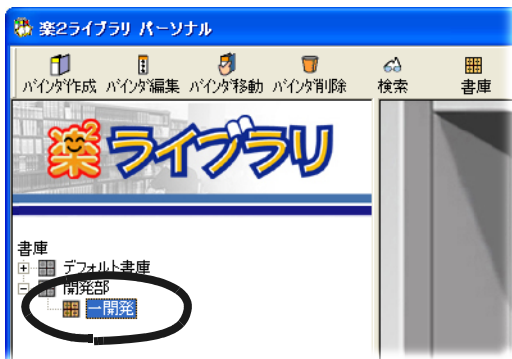 楽2ライブラリ パーソナル
バインダ作成 バインダ編集 バインダ移動 バインダ削除 検索 書庫
楽 ライブラリ
書庫
デフォルト書庫
開発部
一開発